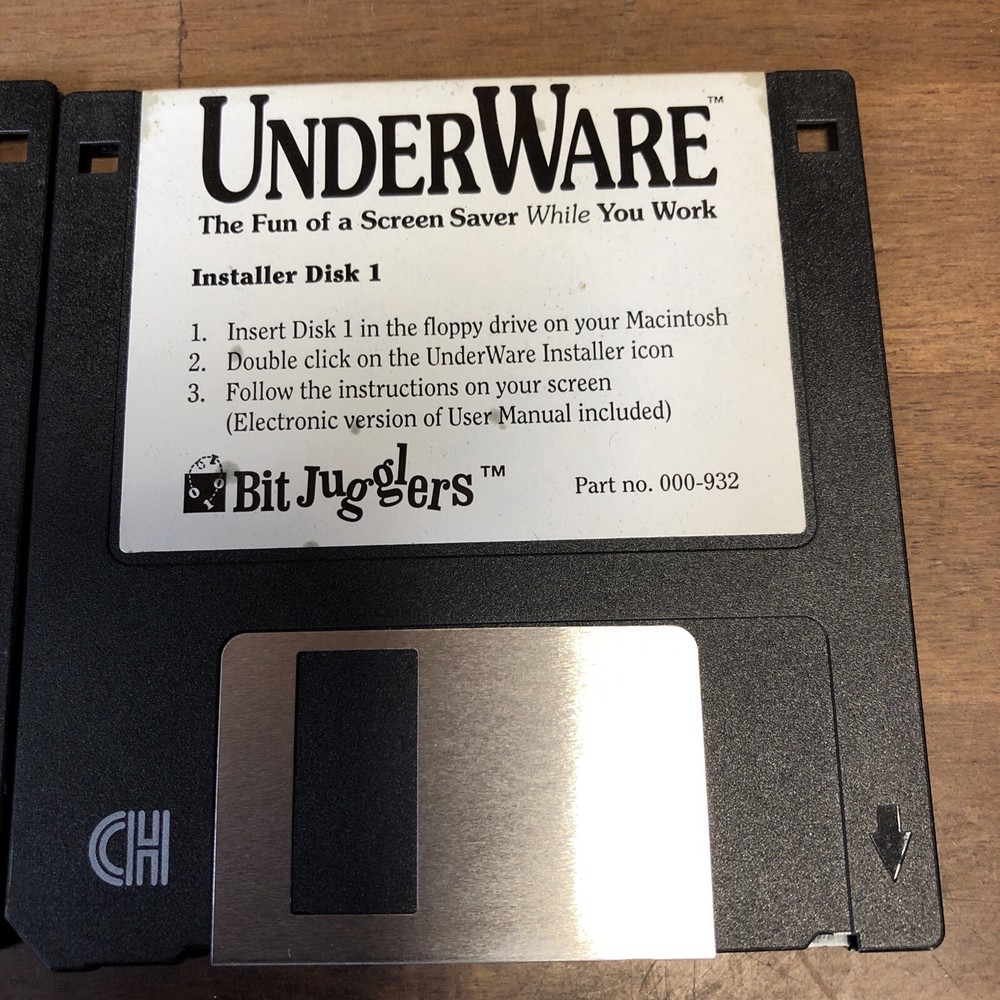 UNDERWARE™
The Fun of a Screen Saver While You Work
Installer Disk 1
1. Insert Disk 1 in the floppy drive on your Macintosh
2. Double click on the UnderWare Installer icon
3. Follow the instructions on your screen
(Electronic version of User Manual included)
Bit Jugglers™
Part no. 000-932
CH